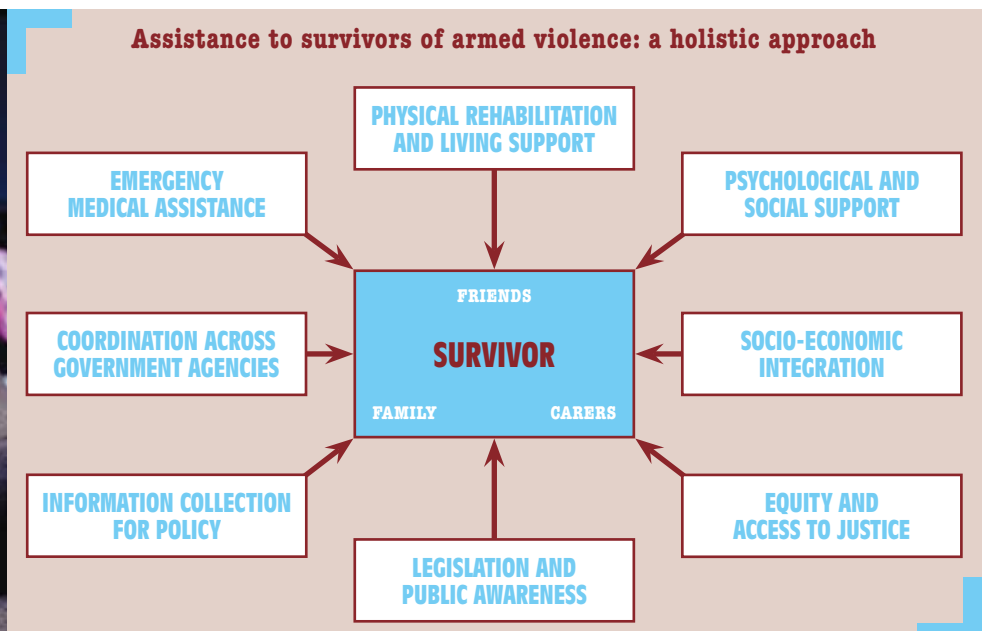 Assistance to survivors of armed violence: a holistic approach
PHYSICAL REHABILITATION
AND LIVING SUPPORT
EMERGENCY
MEDICAL ASSISTANCE
PSYCHOLOGICAL AND
SOCIAL SUPPORT
FRIENDS
COORDINATION ACROSS
GOVERNMENT AGENCIES
SURVIVOR
SOCIO-ECONOMIC
INTEGRATION
FAMILY
CARERS
INFORMATION COLLECTION
FOR POLICY
EQUITY AND
ACCESS TO JUSTICE
LEGISLATION AND
PUBLIC AWARENESS